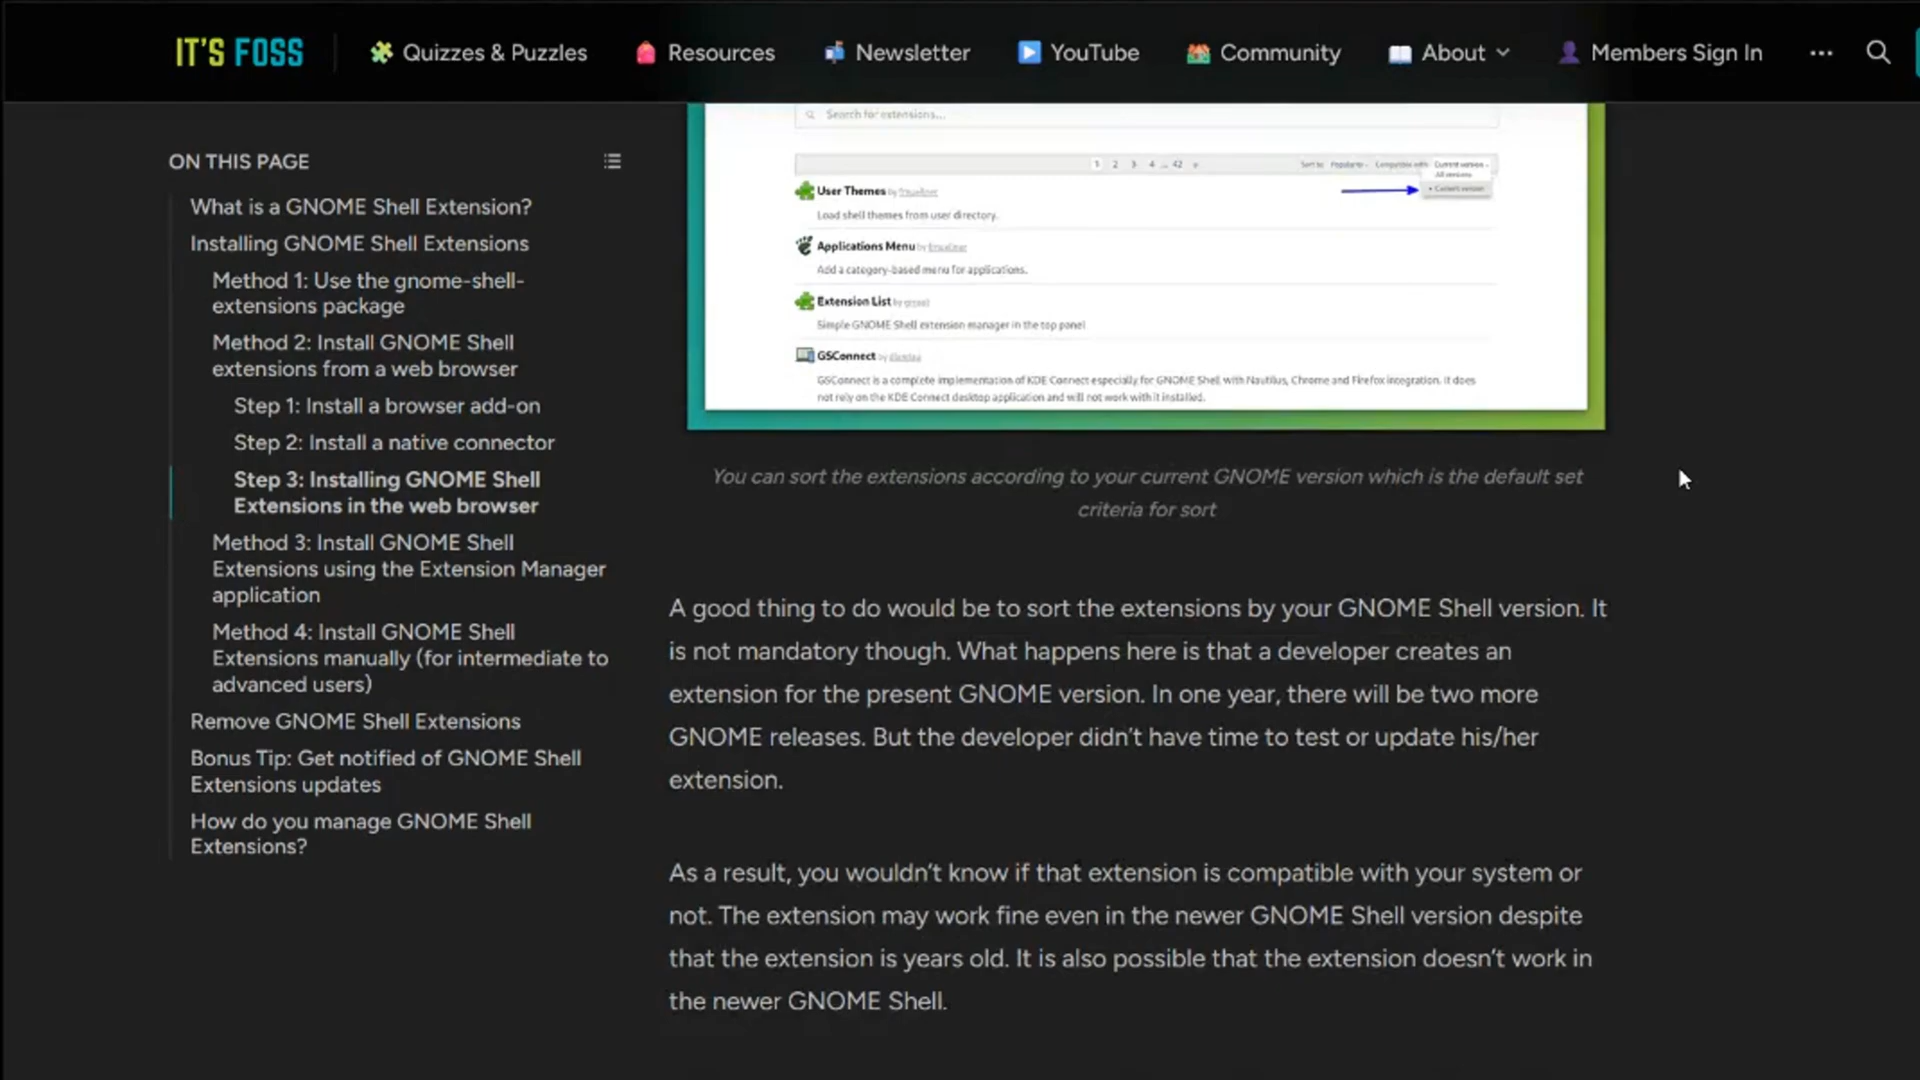 IT'S FOSS
Quizzes & Puzzles
Resources
Newsletter
YouTube
Community
About
Members Sign In
ON THIS PAGE
What is a GNOME Shell Extension?
Installing GNOME Shell Extensions
Method 1: Use the gnome-shell-
extensions package
Method 2: Install GNOME Shell
extensions from a web browser
Step 1: Install a browser add-on
Step 2: Install a native connector
Step 3: Installing GNOME Shell
Extensions in the web browser
Method 3: Install GNOME Shell
Extensions using the Extension Manager
application
Method 4: Install GNOME Shell
Extensions manually (for intermediate to
advanced users)
Remove GNOME Shell Extensions
Bonus Tip: Get notified of GNOME Shell
Extensions updates
How do you manage GNOME Shell
Extensions?
Search for extensions...
1 2 3 4 ... 42 » Sort by Popularity Compatible with Current version
All versions
• Current version
User Themes by
Load shell themes from user directory.
Applications Menu by
Add a category-based menu for applications.
Extension List by
Simple GNOME Shell extension manager in the top panel
GSConnect by
GSConnect is a complete implementation of KDE Connect especially for GNOME Shell with Nautilus, Chrome and Firefox integration. It does
not rely on the KDE Connect desktop application and will not work with it installed.
You can sort the extensions according to your current GNOME version which is the default set
criteria for sort
A good thing to do would be to sort the extensions by your GNOME Shell version. It
is not mandatory though. What happens here is that a developer creates an
extension for the present GNOME version. In one year, there will be two more
GNOME releases. But the developer didn't have time to test or update his/her
extension.
As a result, you wouldn't know if that extension is compatible with your system or
not. The extension may work fine even in the newer GNOME Shell version despite
that the extension is years old. It is also possible that the extension doesn't work in
the newer GNOME Shell.